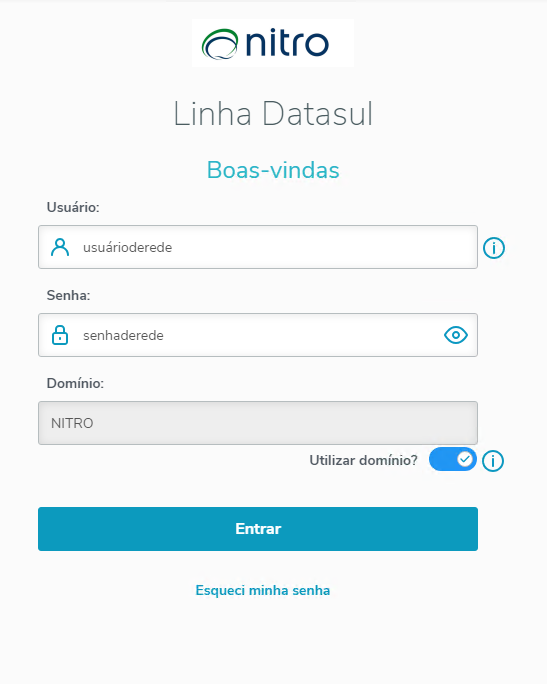 nitro
Linha Datasul
Boas-vindas
Usuário:
usuárioderede
Senha:
senhaderede
Domínio:
NITRO
Utilizar domínio?
Entrar
Esqueci minha senha